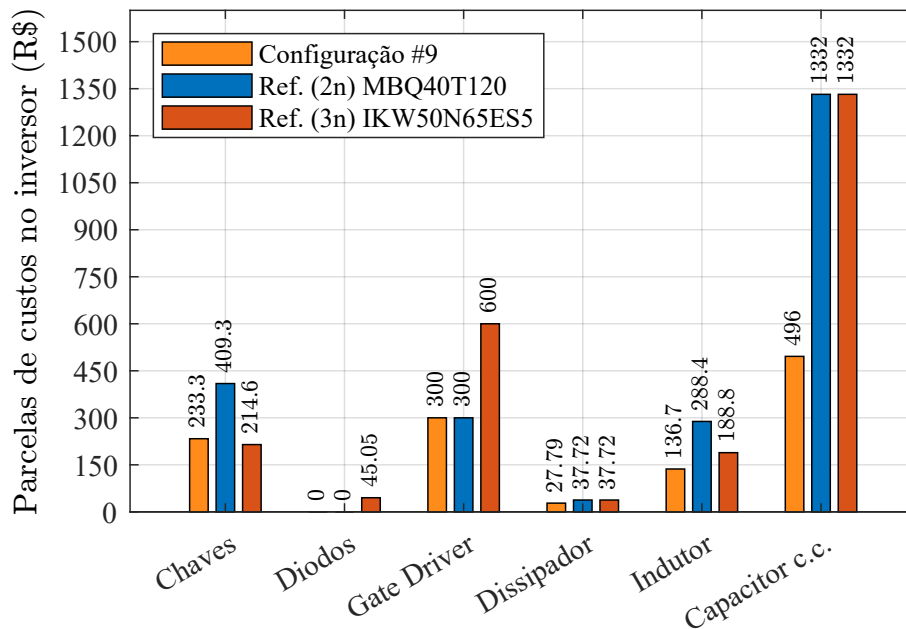 Parcelas de custos no inversor (R$)
1500
1350
1200
1050
900
750
600
450
300
150
0
Configuração #9
Ref. (2n) MBQ40T120
Ref. (3n) IKW50N65ES5
233.3
409.3
214.6
0
0
45.05
300
300
600
27.79
37.72
37.72
136.7
288.4
188.8
496
1332
1332
Chaves
Diodos
Gate Driver
Dissipador
Indutor
Capacitor c.c.